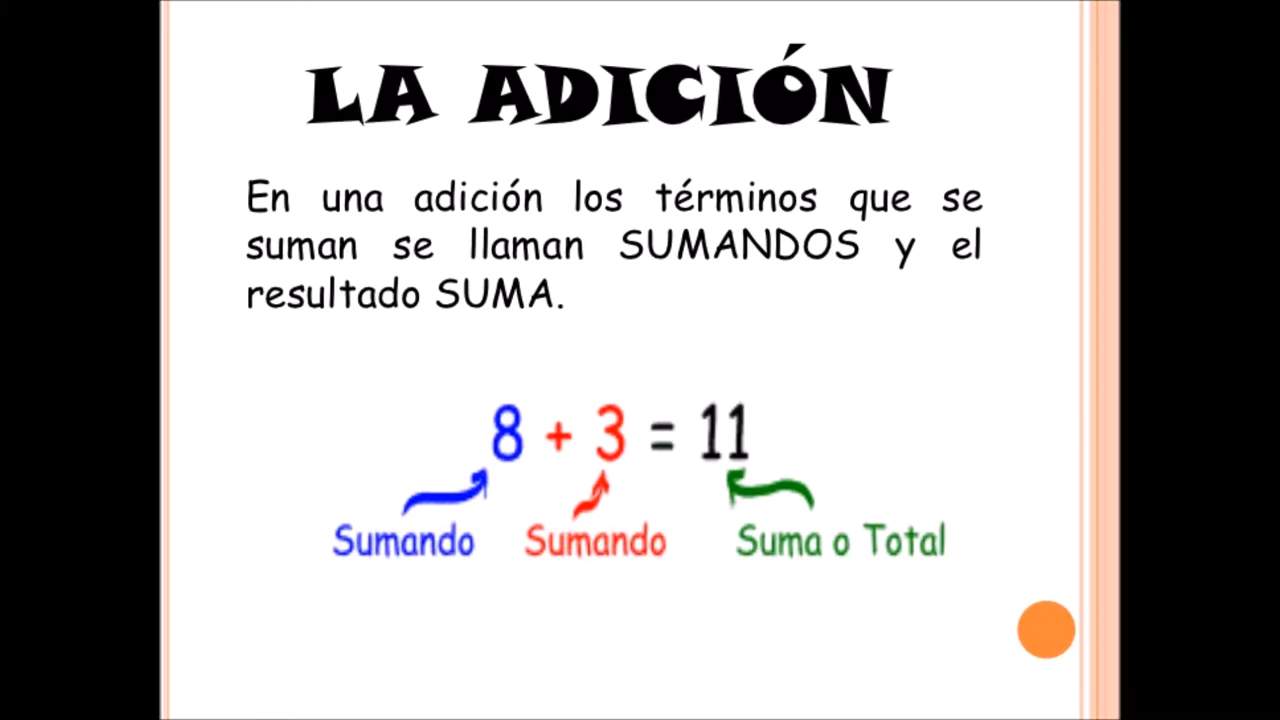 LA ADICIÓN
En una adición los términos que se
suman se llaman SUMANDOS y el
resultado SUMA.
8 + 3 = 11
Sumando Sumando Suma o Total